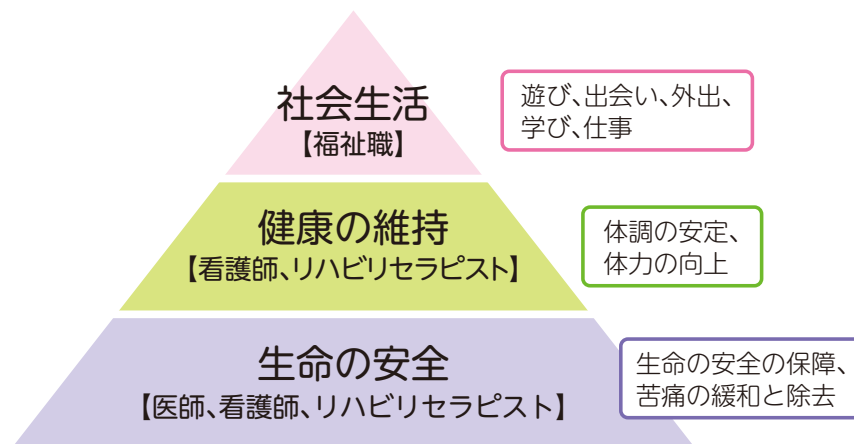 社会生活
【福祉職】
遊び、出会い、外出、
学び、仕事
健康の維持
【看護師、リハビリセラピスト】
体調の安定、
体力の向上
生命の安全
【医師、看護師、リハビリセラピスト】
生命の安全の保障、
苦痛の緩和と除去